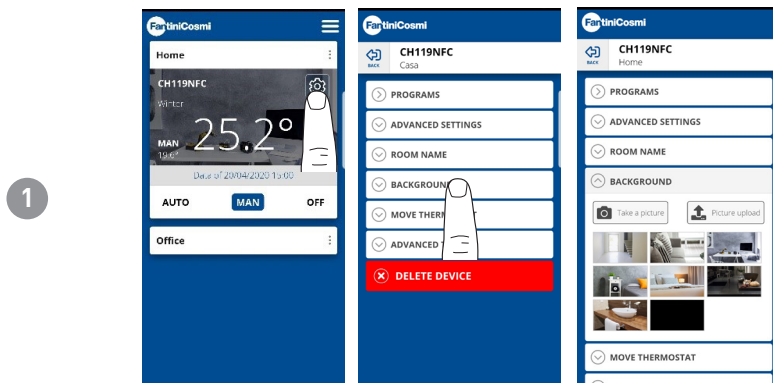 1
FantiniCosmi
Home
CH119NFC
Winter
25.2°
MAN
19.6°
Data of 20/04/2020 15:00
AUTO MAN OFF
Office
FantiniCosmi
BACK
CH119NFC
Casa
PROGRAMS
ADVANCED SETTINGS
ROOM NAME
BACKGROUN
MOVE THERM T
ADVANCED
DELETE DEVICE
FantiniCosmi
BACK
CH119NFC
Home
PROGRAMS
ADVANCED SETTINGS
ROOM NAME
BACKGROUND
Take a picture Picture upload
MOVE THERMOSTAT